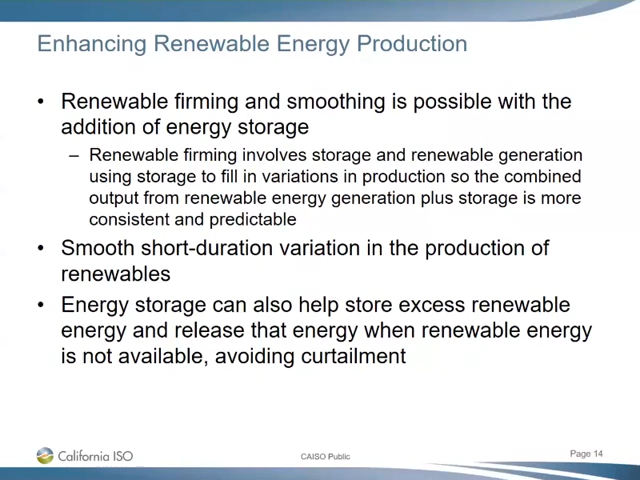 Enhancing Renewable Energy Production
• Renewable firming and smoothing is possible with the
addition of energy storage
– Renewable firming involves storage and renewable generation
using storage to fill in variations in production so the combined
output from renewable energy generation plus storage is more
consistent and predictable
• Smooth short-duration variation in the production of
renewables
• Energy storage can also help store excess renewable
energy and release that energy when renewable energy
is not available, avoiding curtailment
California ISO
CAISO Public
Page 14